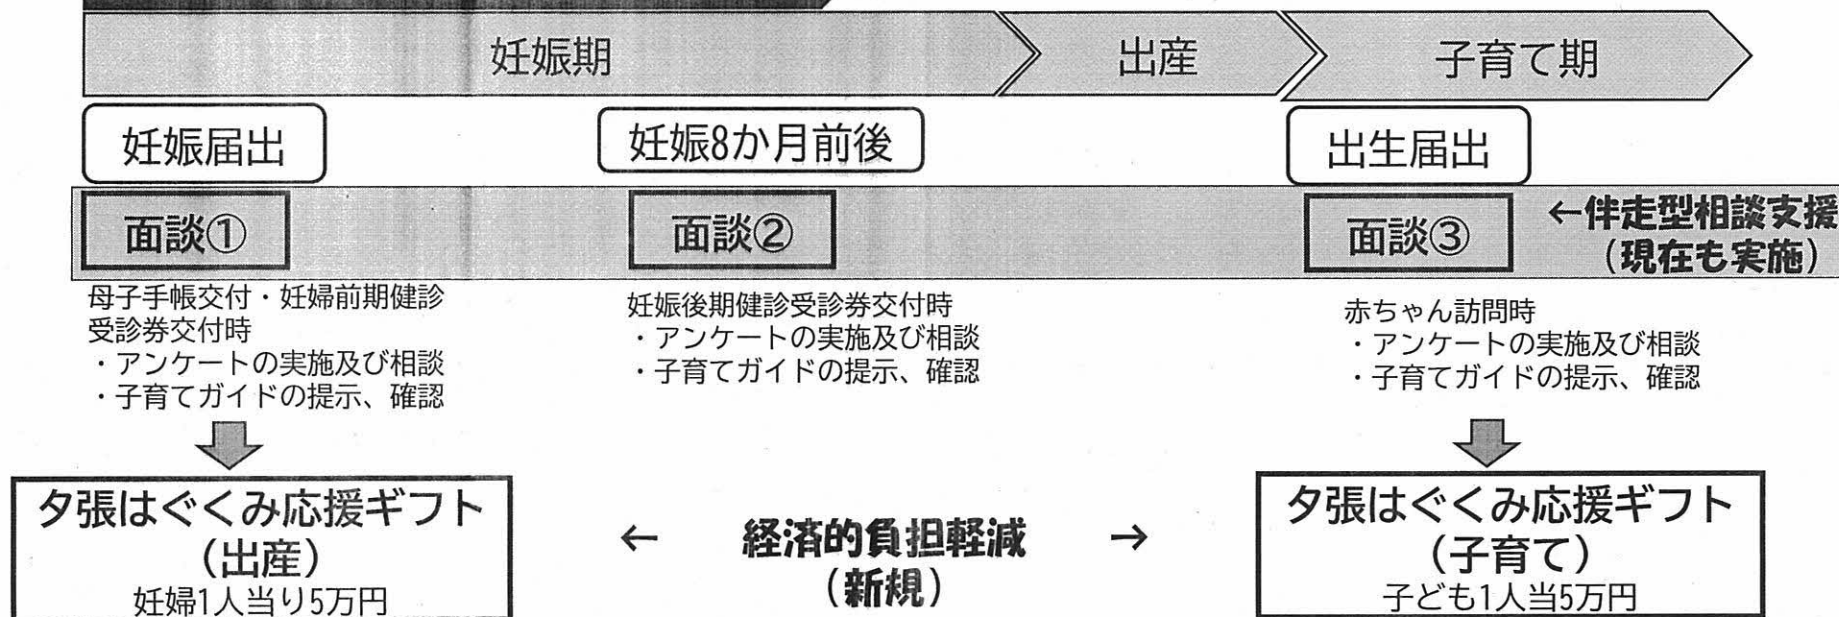 妊娠期
出産
子育て期
妊娠届出
妊娠8か月前後
出生届出
面談①
面談②
面談③
←伴走型相談支援
（現在も実施）
母子手帳交付・妊婦前期健診
受診券交付時
・アンケートの実施及び相談
・子育てガイドの提示、確認
妊娠後期健診受診券交付時
・アンケートの実施及び相談
・子育てガイドの提示、確認
赤ちゃん訪問時
・アンケートの実施及び相談
・子育てガイドの提示、確認
夕張はぐくみ応援ギフト
（出産）
妊婦1人当り5万円
← 経済的負担軽減 →
（新規）
夕張はぐくみ応援ギフト
（子育て）
子ども1人当5万円